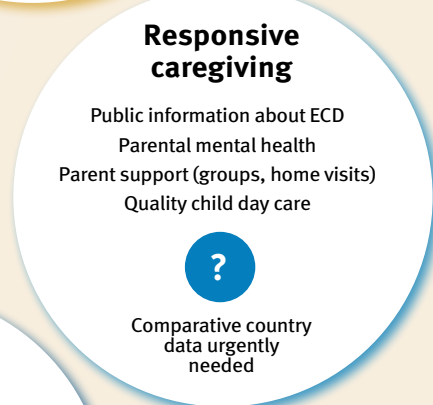 Responsive
caregiving
Public information about ECD
Parental mental health
Parent support (groups, home visits)
Quality child day care
?
Comparative country
data urgently
needed